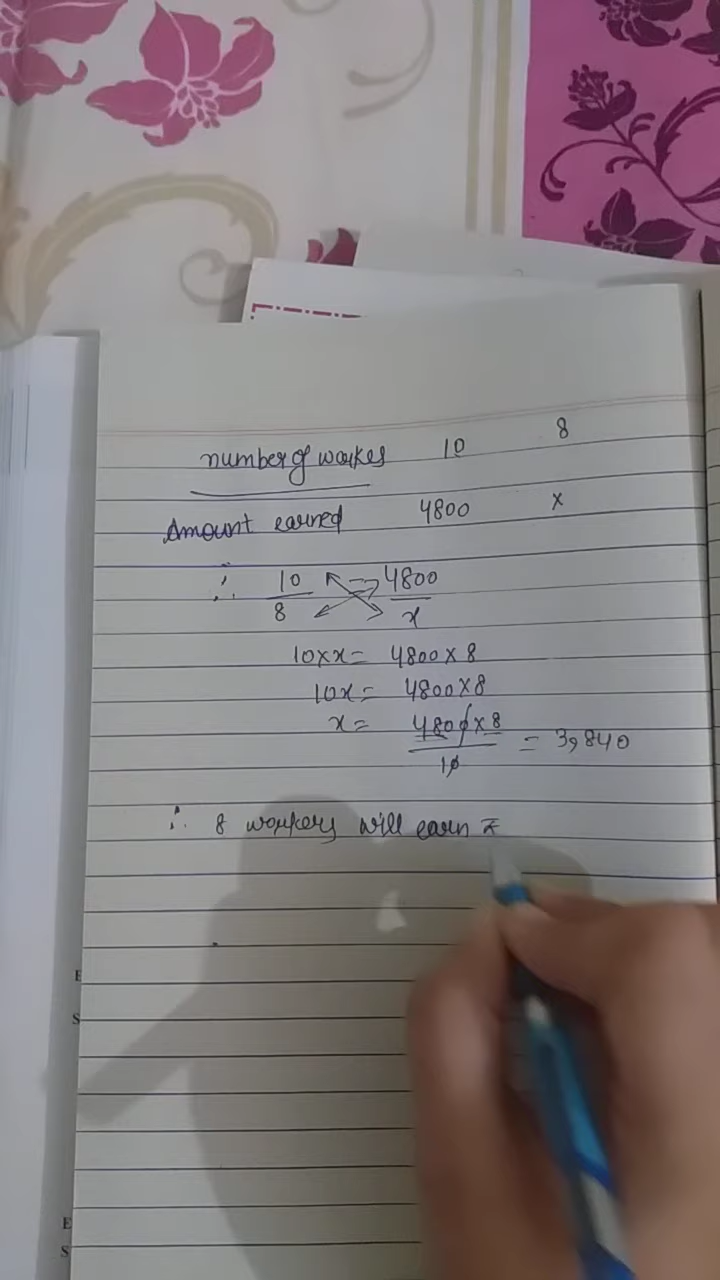 number of workes 10 8
Amount earned 4800 x
∴ 10/8 = 4800/x
10×x = 4800×8
10x = 4800×8
x = 4800×8/10 = 3,840
∴ 8 workers will earn ₹
E
S
E
S